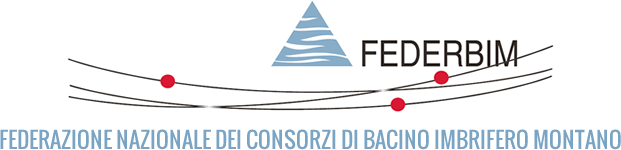 FEDERBIM
FEDERAZIONE NAZIONALE DEI CONSORZI DI BACINO IMBRIFERO MONTANO